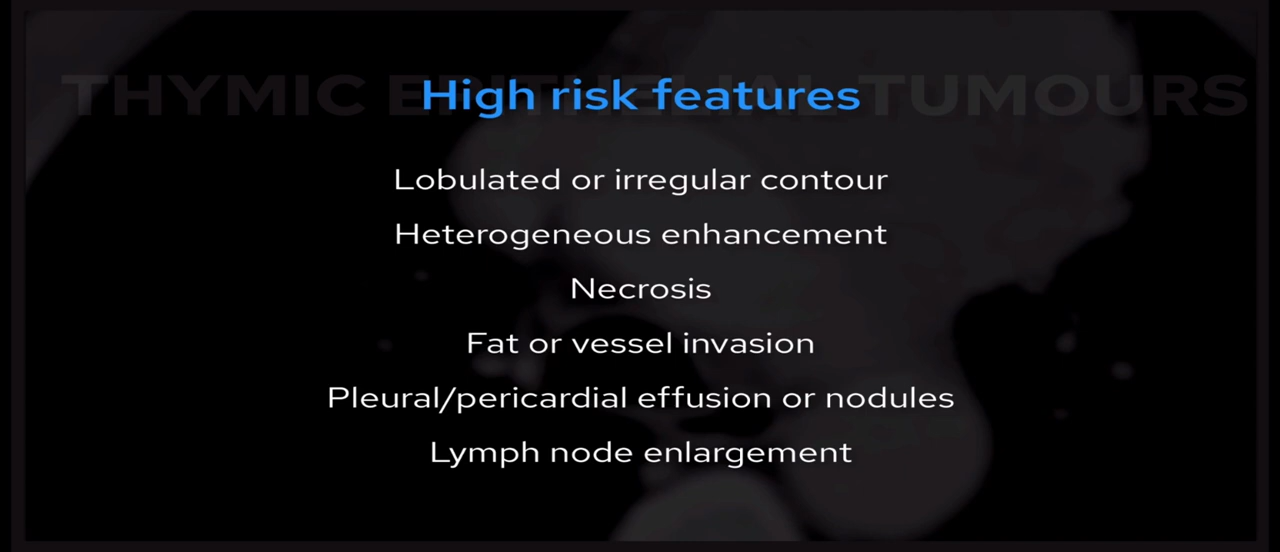 THYMIC EPITHELIAL TUMOURS
High risk features
Lobulated or irregular contour
Heterogeneous enhancement
Necrosis
Fat or vessel invasion
Pleural/pericardial effusion or nodules
Lymph node enlargement